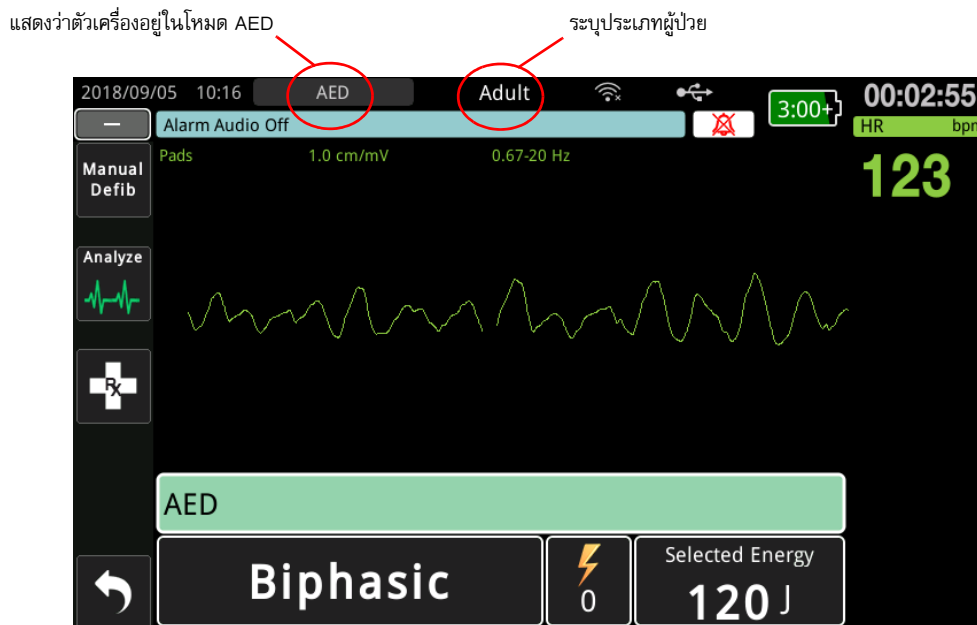 แสดงว่าตัวเครื่องอยู่ในโหมด AED
ระบุประเภทผู้ป่วย
2018/09/05 10:16 AED Adult 3:00+ 00:02:55
Alarm Audio Off
HR bpm
Pads 1.0 cm/mV 0.67-20 Hz
123
Manual
Defib
Analyze
Rx
AED
Biphasic
0
Selected Energy
120 J